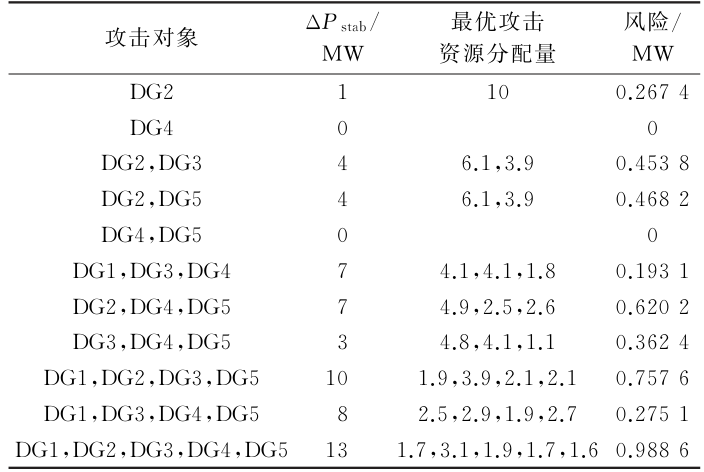 攻击对象 ΔPstab/MW 最优攻击资源分配量 风险/MW
DG2 1 10 0.267 4
DG4 0 0
DG2,DG3 4 6.1,3.9 0.453 8
DG2,DG5 4 6.1,3.9 0.468 2
DG4,DG5 0 0
DG1,DG3,DG4 7 4.1,4.1,1.8 0.193 1
DG2,DG4,DG5 7 4.9,2.5,2.6 0.620 2
DG3,DG4,DG5 3 4.8,4.1,1.1 0.362 4
DG1,DG2,DG3,DG5 10 1.9,3.9,2.1,2.1 0.757 6
DG1,DG3,DG4,DG5 8 2.5,2.9,1.9,2.7 0.275 1
DG1,DG2,DG3,DG4,DG5 13 1.7,3.1,1.9,1.7,1.6 0.988 6